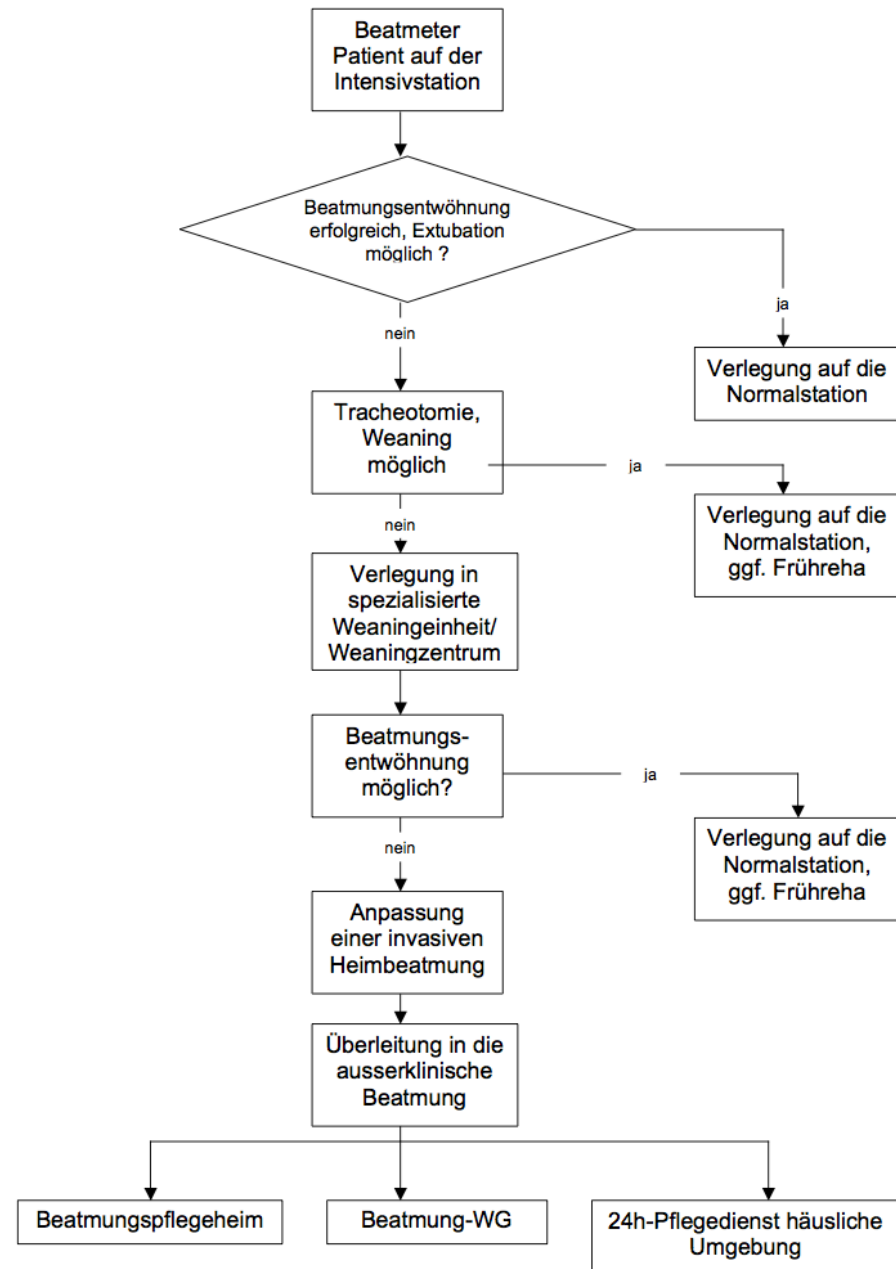 Beatmeter
Patient auf der
Intensivstation
Beatmungsentwöhnung
erfolgreich, Extubation
möglich ?
ja
nein
Verlegung auf die
Normalstation
Tracheotomie,
Weaning
möglich
ja
Verlegung auf die
Normalstation,
ggf. Frühreha
nein
Verlegung in
spezialisierte
Weaningeinheit/
Weaningzentrum
Beatmungs-
entwöhnung
möglich?
ja
Verlegung auf die
Normalstation,
ggf. Frühreha
nein
Anpassung
einer invasiven
Heimbeatmung
Überleitung in die
ausserklinische
Beatmung
Beatmungspflegeheim
Beatmung-WG
24h-Pflegedienst häusliche
Umgebung